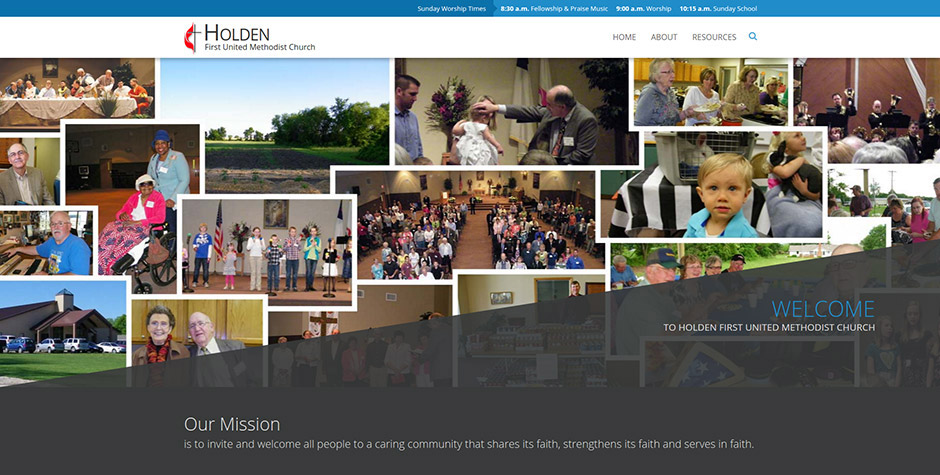 Sunday Worship Times 8:30 a.m. Fellowship & Praise Music 9:00 a.m. Worship 10:15 a.m. Sunday School
HOLDEN
First United Methodist Church
HOME ABOUT RESOURCES
WELCOME
TO HOLDEN FIRST UNITED METHODIST CHURCH
Our Mission
is to invite and welcome all people to a caring community that shares its faith, strengthens its faith and serves in faith.